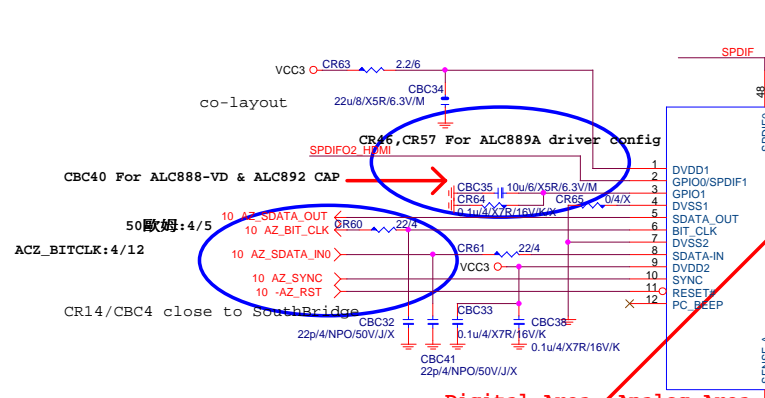 SPDIF
VCC3
CR63
2.2/6
CBC34
22u/8/X5R/6.3V/M
48
co-layout
CR46,CR57 For ALC889A driver config
SPDIFO2_HDMI
CBC40 For ALC888-VD & ALC892 CAP
CBC35
10u/6/X5R/6.3V/M
CR64
CR65
0/4/X
0.1u/4/X7R/16V/K/X
1 DVDD1
2 GPIO0/SPDIF1
3 GPIO1
4 DVSS1
5 SDATA_OUT
6 BIT_CLK
7 DVSS2
8 SDATA-IN
9 DVDD2
10 SYNC
11 RESET#
12 PC_BEEP
10 AZ_SDATA_OUT
50歐姆:4/5
10 AZ_BIT_CLK
CR60
22/4
ACZ_BITCLK:4/12
10 AZ_SDATA_IN0
CR61
22/4
VCC3
10 AZ_SYNC
10 -AZ_RST
CR14/CBC4 close to SouthBridge
CBC32
22p/4/NPO/50V/J/X
CBC33
0.1u/4/X7R/16V/K
CBC38
0.1u/4/X7R/16V/K
CBC41
22p/4/NPO/50V/J/X
SENSE A
Digital Area
Analog Area